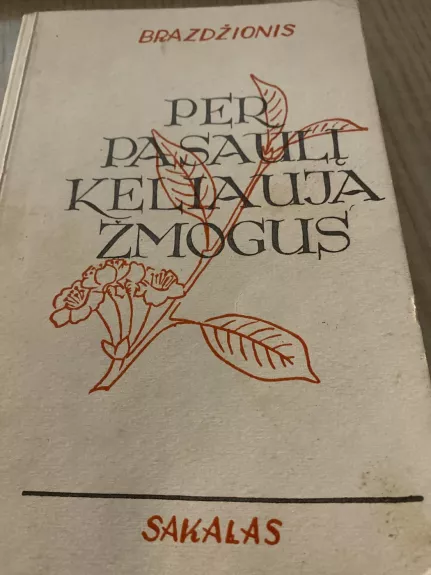 BRAZDŽIONIS
PER
PASAULĮ
KELIAUJA
ŽMOGUS
SAKALAS